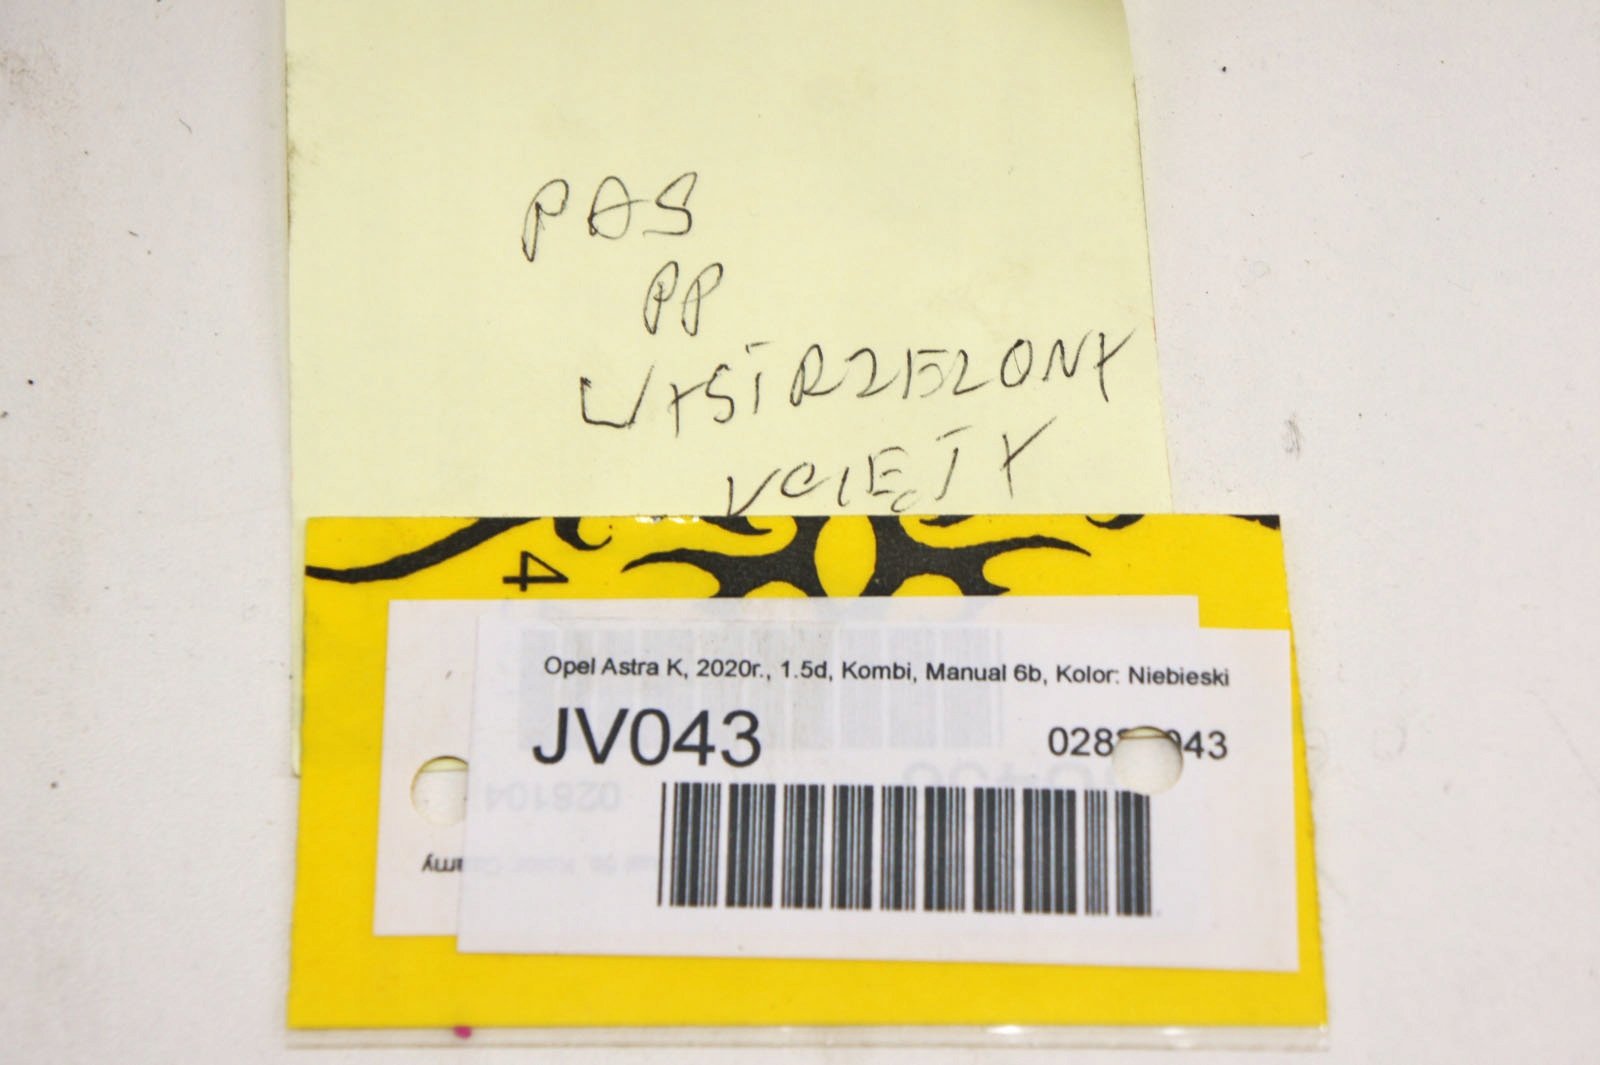 PAS
PP
WYSTRZELONY
UCIĘTY
4
Opel Astra K, 2020r., 1.5d, Kombi, Manual 6b, Kolor: Niebieski
JV043
028104